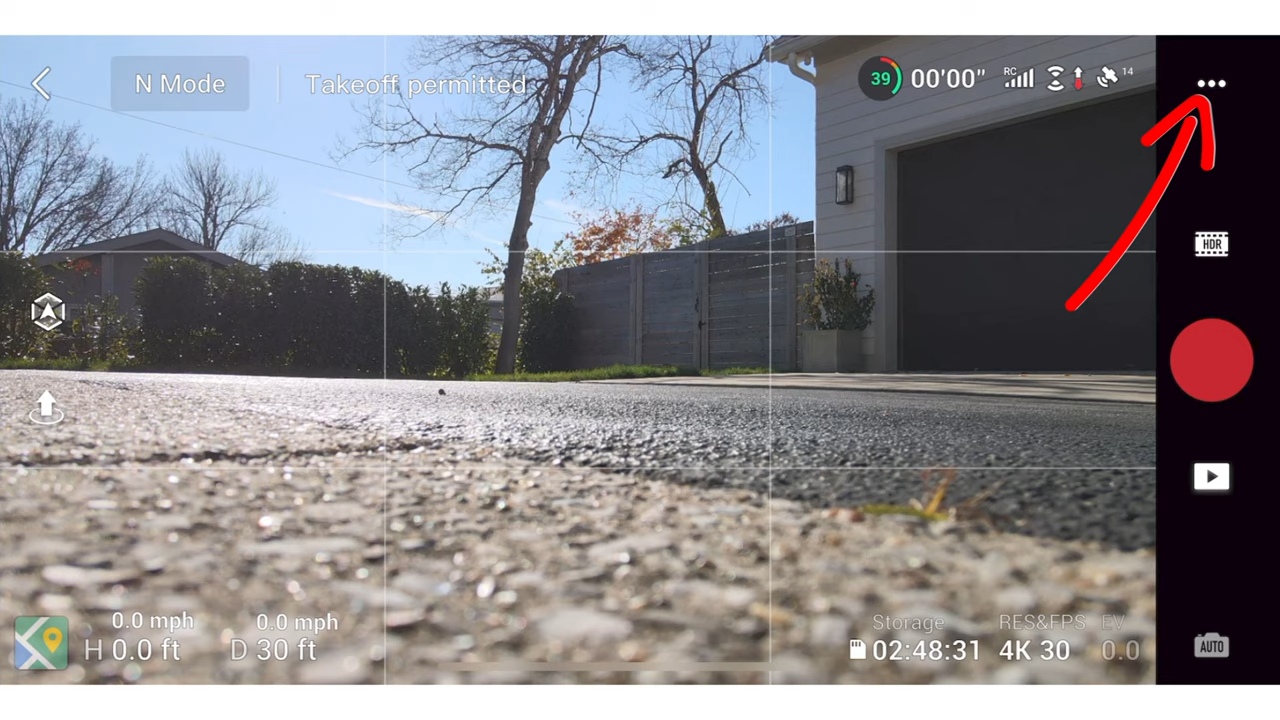 N Mode
Takeoff permitted
39
00'00"
RC
14
HDR
0.0 mph
0.0 mph
H 0.0 ft
D 30 ft
Storage
RES&FPS
EV
02:48:31
4K 30
0.0
AUTO